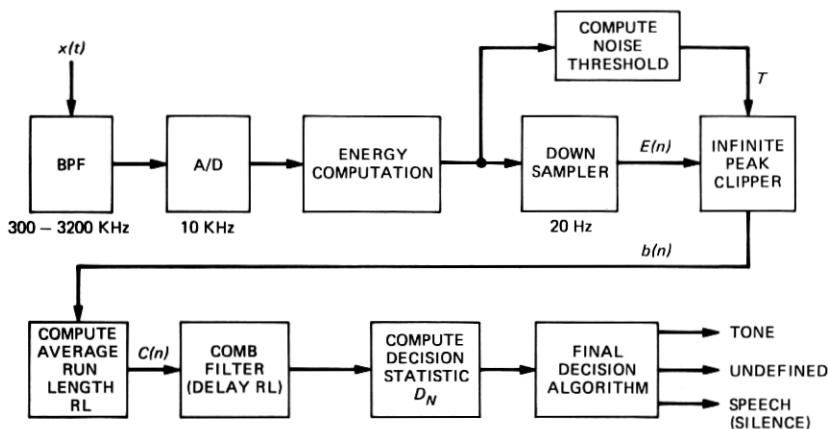 x(t)
BPF
300 – 3200 KHz
A/D
10 KHz
ENERGY
COMPUTATION
COMPUTE
NOISE
THRESHOLD
T
DOWN
SAMPLER
20 Hz
E(n)
INFINITE
PEAK
CLIPPER
b(n)
COMPUTE
AVERAGE
RUN
LENGTH
RL
C(n)
COMB
FILTER
(DELAY RL)
COMPUTE
DECISION
STATISTIC
D_N
FINAL
DECISION
ALGORITHM
TONE
UNDEFINED
SPEECH
(SILENCE)